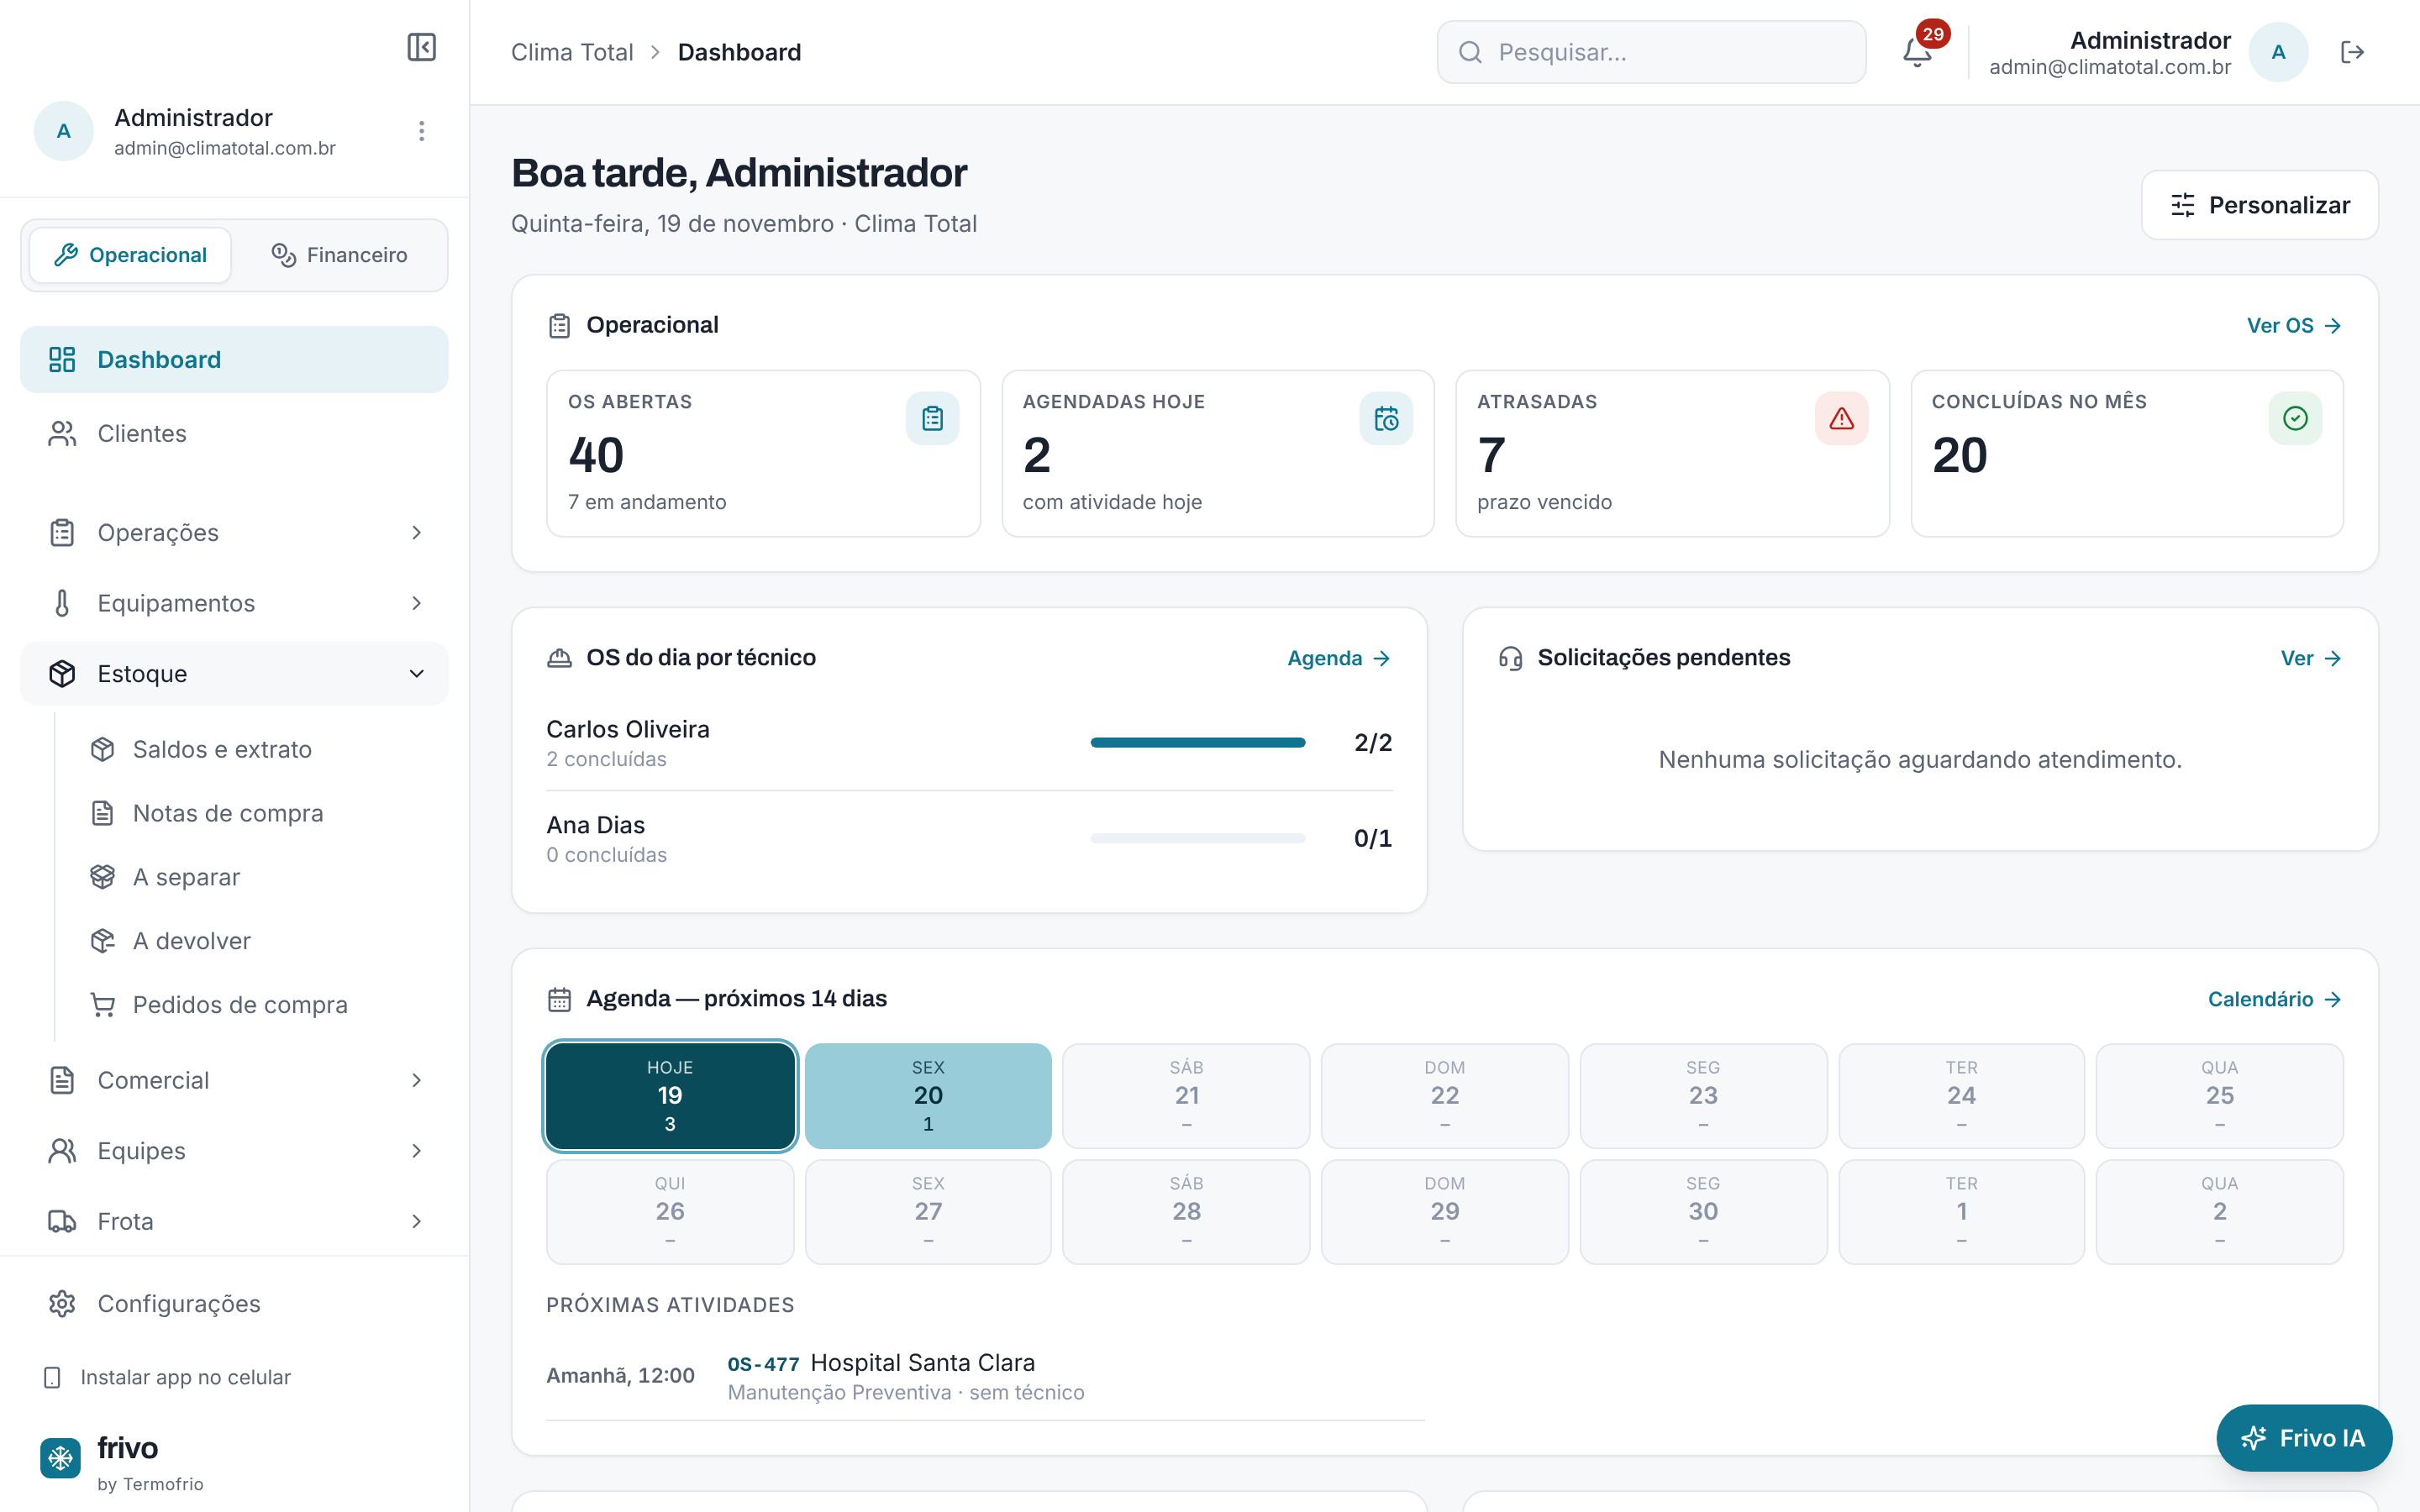 A
Administrador
admin@climatotal.com.br
Operacional
Financeiro
Dashboard
Clientes
Operações
Equipamentos
Estoque
Saldos e extrato
Notas de compra
A separar
A devolver
Pedidos de compra
Comercial
Equipes
Frota
Configurações
Instalar app no celular
frivo
by Termofrio
Clima Total > Dashboard
Pesquisar...
29
Administrador
admin@climatotal.com.br
A
Boa tarde, Administrador
Quinta-feira, 19 de novembro · Clima Total
Personalizar
Operacional
Ver OS →
OS ABERTAS
40
7 em andamento
AGENDADAS HOJE
2
com atividade hoje
ATRASADAS
7
prazo vencido
CONCLUÍDAS NO MÊS
20
OS do dia por técnico
Agenda →
Carlos Oliveira
2 concluídas
2/2
Ana Dias
0 concluídas
0/1
Solicitações pendentes
Ver →
Nenhuma solicitação aguardando atendimento.
Agenda — próximos 14 dias
Calendário →
HOJE
19
3
SEX
20
1
SÁB
21
–
DOM
22
–
SEG
23
–
TER
24
–
QUA
25
–
QUI
26
–
SEX
27
–
SÁB
28
–
DOM
29
–
SEG
30
–
TER
1
–
QUA
2
–
PRÓXIMAS ATIVIDADES
Amanhã, 12:00
OS-477 Hospital Santa Clara
Manutenção Preventiva · sem técnico
Frivo IA